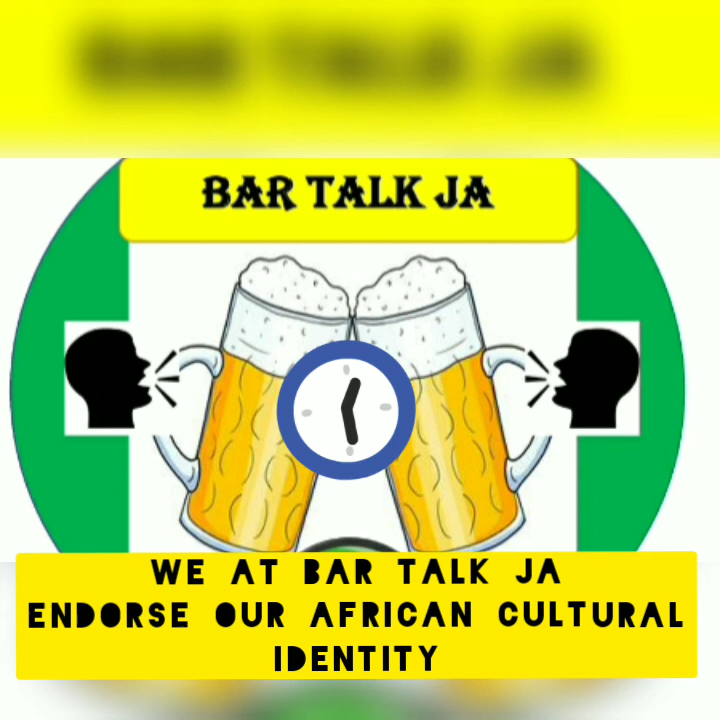 BAR TALK JA
WE AT BAR TALK JA
ENDORSE OUR AFRICAN CULTURAL
IDENTITY